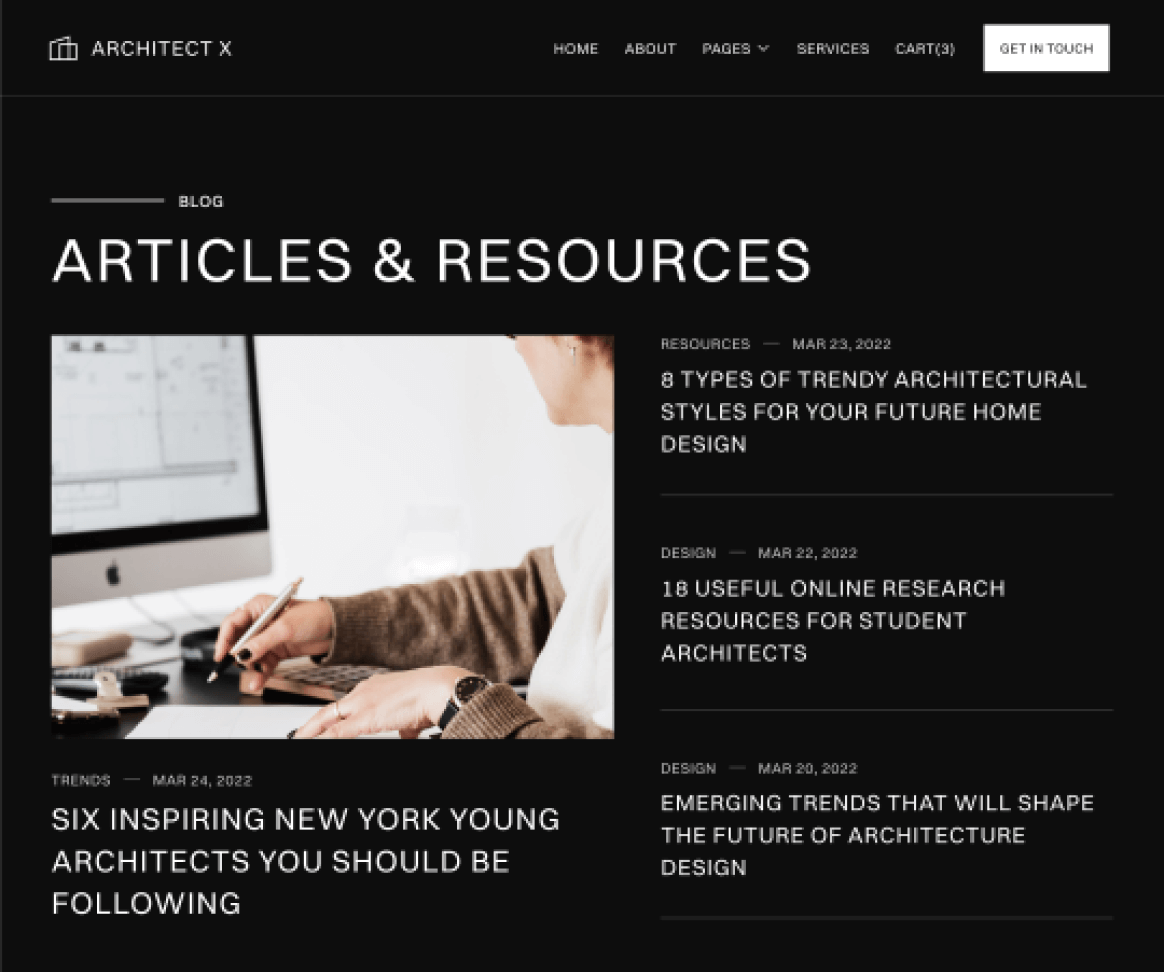 ARCHITECT X
HOME ABOUT PAGES SERVICES CART(3) GET IN TOUCH
BLOG
ARTICLES & RESOURCES
TRENDS — MAR 24, 2022
SIX INSPIRING NEW YORK YOUNG
ARCHITECTS YOU SHOULD BE
FOLLOWING
RESOURCES — MAR 23, 2022
8 TYPES OF TRENDY ARCHITECTURAL
STYLES FOR YOUR FUTURE HOME
DESIGN
DESIGN — MAR 22, 2022
18 USEFUL ONLINE RESEARCH
RESOURCES FOR STUDENT
ARCHITECTS
DESIGN — MAR 20, 2022
EMERGING TRENDS THAT WILL SHAPE
THE FUTURE OF ARCHITECTURE
DESIGN